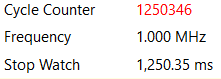 Cycle Counter 1250346
Frequency 1.000 MHz
Stop Watch 1,250.35 ms